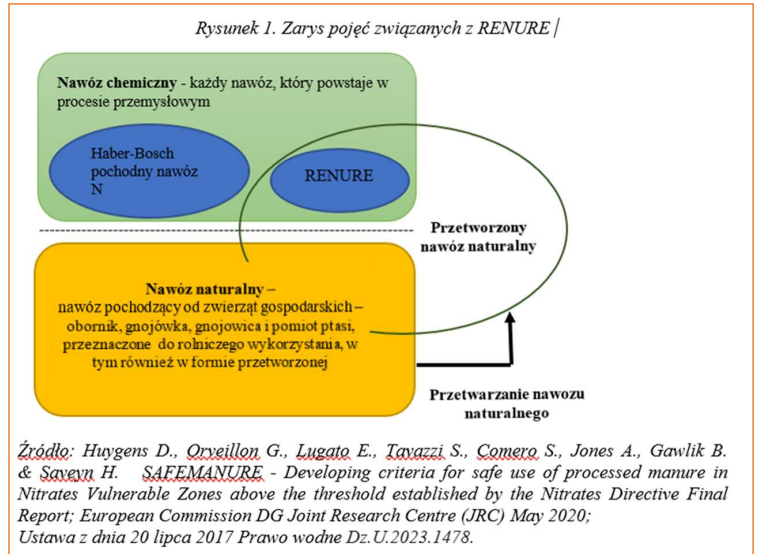 Rysunek 1. Zarys pojęć związanych z RENURE
Nawóz chemiczny - każdy nawóz, który powstaje w
procesie przemysłowym
Haber-Bosch
pochodny nawóz
N
RENURE
Przetworzony
nawóz naturalny
Nawóz naturalny –
nawóz pochodzący od zwierząt gospodarskich –
obornik, gnojówka, gnojowica i pomiot ptasi,
przeznaczone do rolniczego wykorzystania, w
tym również w formie przetworzonej
Przetwarzanie nawozu
naturalnego
Źródło: Huygens D., Orveillon G., Lugato E., Tavazzi S., Comero S., Jones A., Gawlik B.
& Saveyn H. SAFEMANURE - Developing criteria for safe use of processed manure in
Nitrates Vulnerable Zones above the threshold established by the Nitrates Directive Final
Report; European Commission DG Joint Research Centre (JRC) May 2020;
Ustawa z dnia 20 lipca 2017 Prawo wodne Dz.U.2023.1478.